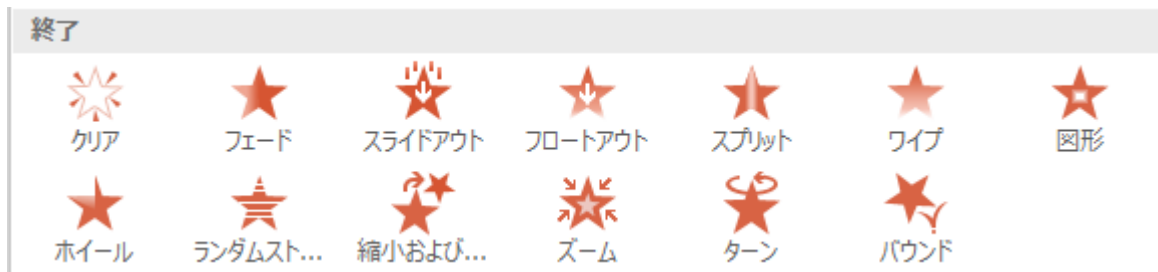 終了
クリア フェード スライドアウト フロートアウト スプリット ワイプ 図形
ホイール ランダムスト... 縮小および... ズーム ターン バウンド